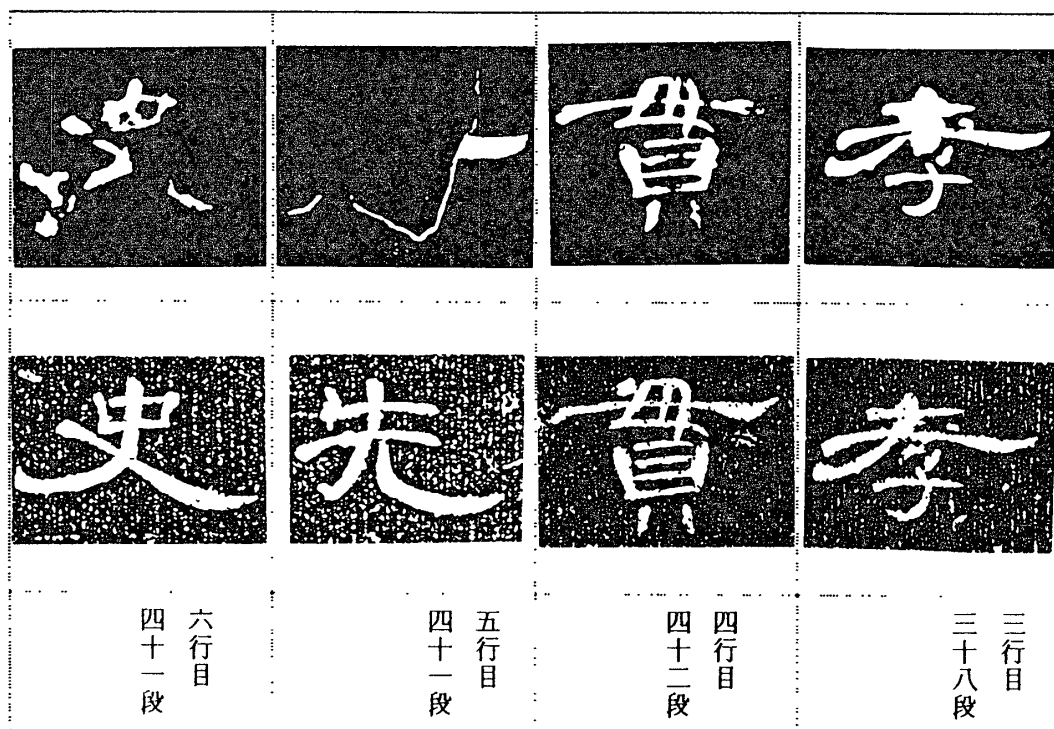 孝
孝
三行目
三十八段
貫
貫
四行目
四十二段
先
五行目
四十一段
史
六行目
四十一段